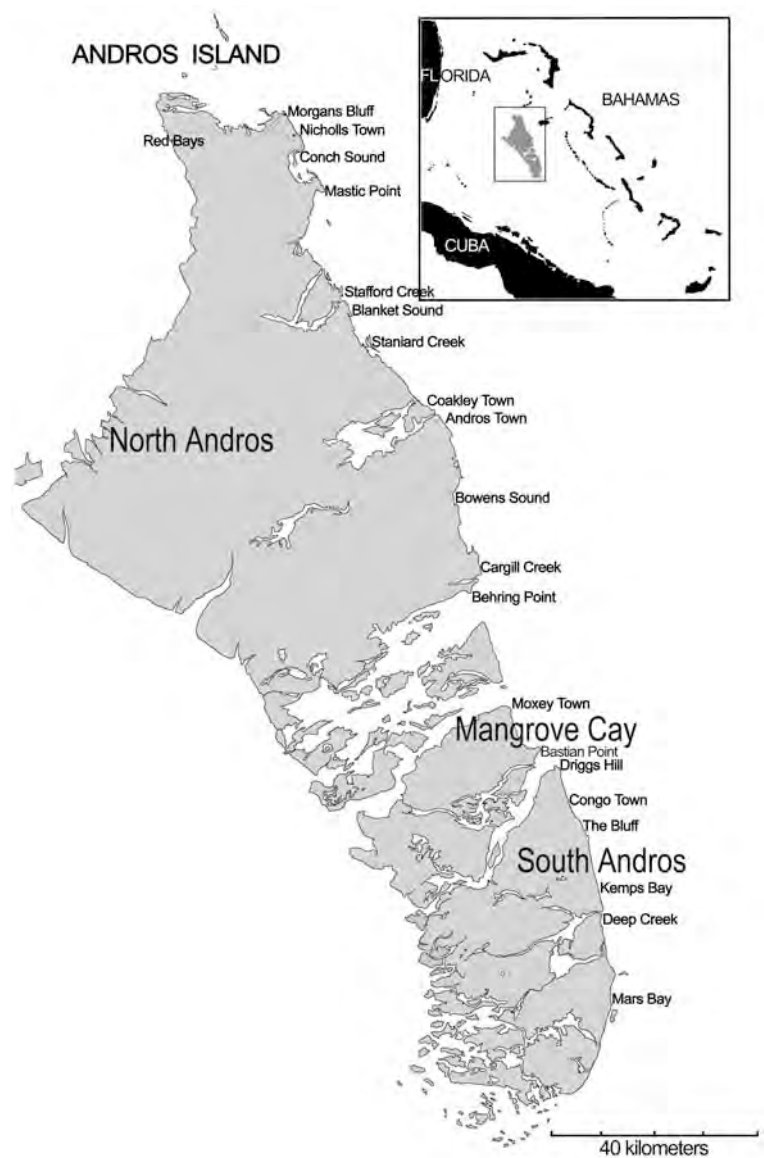 ANDROS ISLAND
FLORIDA
BAHAMAS
CUBA
Morgans Bluff
Nicholls Town
Red Bays
Conch Sound
Mastic Point
Stafford Creek
Blanket Sound
Staniard Creek
Coakley Town
Andros Town
North Andros
Bowens Sound
Cargill Creek
Behring Point
Moxey Town
Mangrove Cay
Bastian Point
Driggs Hill
Congo Town
The Bluff
South Andros
Kemps Bay
Deep Creek
Mars Bay
40 kilometers